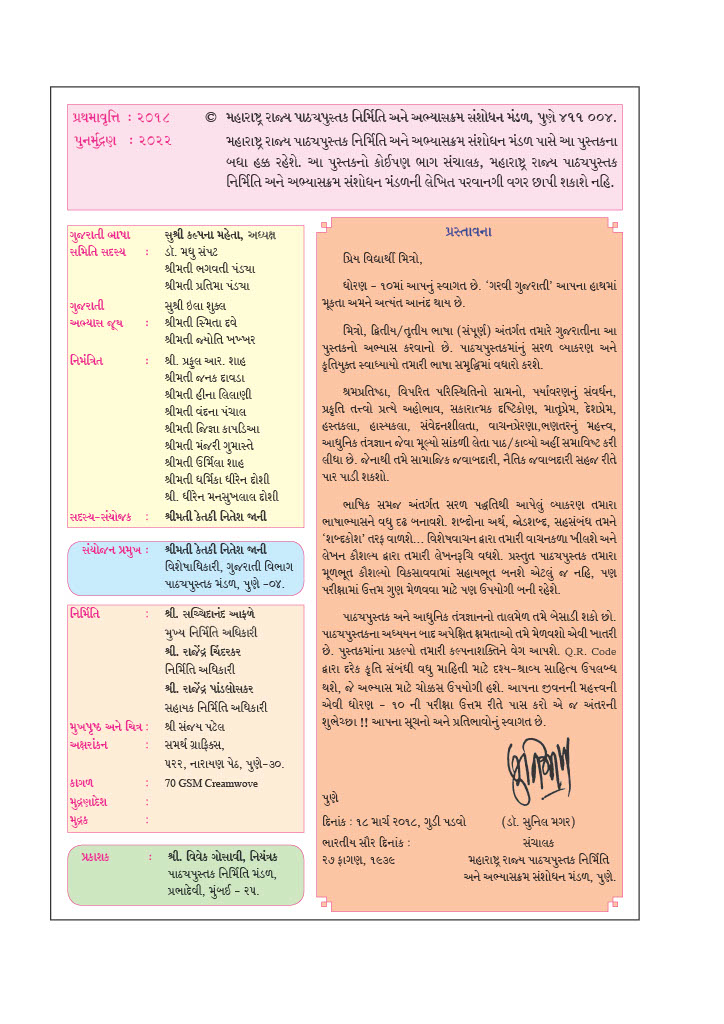 પ્રથમાવૃત્તિ : ૨૦૧૮ © મહારાષ્ટ્ર રાજ્ય પાઠ્યપુસ્તક નિર્મિતિ અને અભ્યાસક્રમ સંશોધન મંડળ, પુણે ૪૧૧ ૦૦૪.
પુનર્મુદ્રણ : ૨૦૨૨ મહારાષ્ટ્ર રાજ્ય પાઠ્યપુસ્તક નિર્મિતિ અને અભ્યાસક્રમ સંશોધન મંડળ પાસે આ પુસ્તકના
બધા હક્ક રહેશે. આ પુસ્તકનો કોઈપણ ભાગ સંચાલક, મહારાષ્ટ્ર રાજ્ય પાઠ્યપુસ્તક
નિર્મિતિ અને અભ્યાસક્રમ સંશોધન મંડળની લેખિત પરવાનગી વગર છાપી શકાશે નહિ.
ગુજરાતી ભાષા સુશ્રી કલ્પના મહેતા, અધ્યક્ષ
સમિતિ સદસ્ય : ડૉ. મધુ સંપટ
શ્રીમતી ભગવતી પંડ્યા
શ્રીમતી પ્રતિમા પંડ્યા
ગુજરાતી સુશ્રી ઇલા શુક્લ
અભ્યાસ જૂથ : શ્રીમતી સ્મિતા દવે
શ્રીમતી જ્યોતિ ખખ્ખર
નિમંત્રિત : શ્રી. પ્રફુલ આર. શાહ
શ્રીમતી જનક દાવડા
શ્રીમતી હીના લિલાણી
શ્રીમતી વંદના પંચાલ
શ્રીમતી જિજ્ઞા કાપડિઆ
શ્રીમતી મંજરી ગુમાસ્તે
શ્રીમતી ઉર્મિલા શાહ
શ્રીમતી ધર્મિકા ધીરેન દોશી
શ્રી. ધીરેન મનસુખલાલ દોશી
સદસ્ય-સંયોજક : શ્રીમતી કેતકી નિતેશ જાની
સંયોજન પ્રમુખ : શ્રીમતી કેતકી નિતેશ જાની
વિશેષાધિકારી, ગુજરાતી વિભાગ
પાઠ્યપુસ્તક મંડળ, પુણે -૦૪.
નિર્મિતિ : શ્રી. સચ્ચિદાનંદ આફળે
મુખ્ય નિર્મિતિ અધિકારી
શ્રી. રાજેંદ્ર ચિંદરકર
નિર્મિતિ અધિકારી
શ્રી. રાજેંદ્ર પાંડલોસકર
સહાયક નિર્મિતિ અધિકારી
મુખપૃષ્ઠ અને ચિત્ર : શ્રી સંજય પટેલ
અક્ષરાંકન : સમર્થ ગ્રાફિક્સ,
૫૨૨, નારાયણ પેઠ, પુણે-૩૦.
કાગળ : 70 GSM Creamwove
મુદ્રણાદેશ :
મુદ્રક :
પ્રકાશક : શ્રી. વિવેક ગોસાવી, નિયંત્રક
પાઠ્યપુસ્તક નિર્મિતિ મંડળ,
પ્રભાદેવી, મુંબઈ - ૨૫.
પ્રસ્તાવના
પ્રિય વિદ્યાર્થી મિત્રો,
ધોરણ - ૧૦માં આપનું સ્વાગત છે. ‘ગરવી ગુજરાતી’ આપના હાથમાં
મૂકતા અમને અત્યંત આનંદ થાય છે.
મિત્રો, દ્વિતીય/તૃતીય ભાષા (સંપૂર્ણ) અંતર્ગત તમારે ગુજરાતીના આ
પુસ્તકનો અભ્યાસ કરવાનો છે. પાઠ્યપુસ્તકમાંનું સરળ વ્યાકરણ અને
કૃતિયુક્ત સ્વાધ્યાયો તમારી ભાષા સમૃદ્ધિમાં વધારો કરશે.
શ્રમપ્રતિષ્ઠા, વિપરિત પરિસ્થિતિનો સામનો, પર્યાવરણનું સંવર્ધન,
પ્રકૃતિ તત્ત્વો પ્રત્યે અહોભાવ, સકારાત્મક દૃષ્ટિકોણ, માતૃપ્રેમ, દેશપ્રેમ,
હસ્તકલા, હાસ્યકલા, સંવેદનશીલતા, વાચનપ્રેરણા,ભણતરનું મહત્ત્વ,
આધુનિક તંત્રજ્ઞાન જેવા મૂલ્યો સાંકળી લેતા પાઠ/કાવ્યો અહીં સમાવિષ્ટ કરી
લીધા છે. જેનાથી તમે સામાજિક જવાબદારી, નૈતિક જવાબદારી સહજ રીતે
પાર પાડી શકશો.
ભાષિક સમજ અંતર્ગત સરળ પદ્ધતિથી આપેલું વ્યાકરણ તમારા
ભાષાભ્યાસને વધુ દૃઢ બનાવશે. શબ્દોના અર્થ, જોડશબ્દ, સહસંબંધ તમને
‘શબ્દકોશ’ તરફ વાળશે... વિશેષવાચન દ્વારા તમારી વાચનકળા ખીલશે અને
લેખન કૌશલ્ય દ્વારા તમારી લેખનરૂચિ વધશે. પ્રસ્તુત પાઠ્યપુસ્તક તમારા
મૂળભૂત કૌશલ્યો વિકસાવવામાં સહાયભૂત બનશે એટલું જ નહિ, પણ
પરીક્ષામાં ઉત્તમ ગુણ મેળવવા માટે પણ ઉપયોગી બની રહેશે.
પાઠ્યપુસ્તક અને આધુનિક તંત્રજ્ઞાનનો તાલમેળ તમે બેસાડી શકો છો.
પાઠ્યપુસ્તકના અધ્યયન બાદ અપેક્ષિત ક્ષમતાઓ તમે મેળવશો એવી ખાતરી
છે. પુસ્તકમાંના પ્રકલ્પો તમારી કલ્પનાશક્તિને વેગ આપશે. Q.R. Code
દ્વારા દરેક કૃતિ સંબંધી વધુ માહિતી માટે દૃશ્ય-શ્રાવ્ય સાહિત્ય ઉપલબ્ધ
થશે, જે અભ્યાસ માટે ચોક્કસ ઉપયોગી હશે. આપના જીવનની મહત્ત્વની
એવી ધોરણ - ૧૦ ની પરીક્ષા ઉત્તમ રીતે પાસ કરો એ જ અંતરની
શુભેચ્છા !! આપના સૂચનો અને પ્રતિભાવોનું સ્વાગત છે.
પુણે
દિનાંક : ૧૮ માર્ચ ૨૦૧૮, ગુડી પડવો (ડૉ. સુનિલ મગર)
ભારતીય સૌર દિનાંક : સંચાલક
૨૭ ફાગણ, ૧૯૩૯ મહારાષ્ટ્ર રાજ્ય પાઠ્યપુસ્તક નિર્મિતિ
અને અભ્યાસક્રમ સંશોધન મંડળ, પુણે.